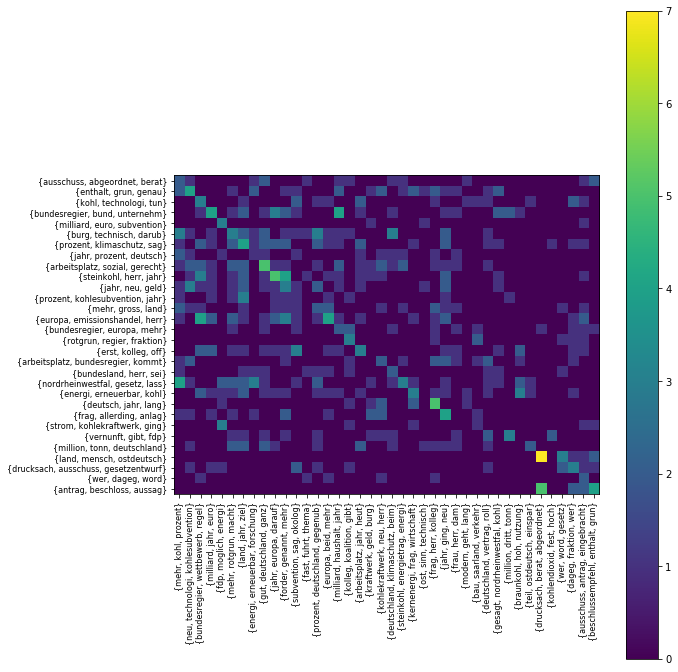 7
6
5
4
3
2
1
0
{ausschuss, abgeordnet, berat}
{enthalt, grun, genau}
{kohl, technologi, tun}
{bundesregier, bund, unternehm}
{milliard, euro, subvention}
{burg, technisch, darub}
{prozent, klimaschutz, sag}
{jahr, prozent, deutsch}
{arbeitsplatz, sozial, gerecht}
{steinkohl, herr, jahr}
{jahr, neu, geld}
{prozent, kohlesubvention, jahr}
{mehr, gross, land}
{europa, emissionshandel, herr}
{bundesregier, europa, mehr}
{rotgrun, regier, fraktion}
{erst, kolleg, off}
{arbeitsplatz, bundesregier, kommt}
{bundesland, herr, sei}
{nordrheinwestfal, gesetz, lass}
{energi, erneuerbar, kohl}
{deutsch, jahr, lang}
{frag, allerding, anlag}
{strom, kohlekraftwerk, ging}
{vernunft, gibt, fdp}
{million, tonn, deutschland}
{land, mensch, ostdeutsch}
{drucksach, ausschuss, gesetzentwurf}
{wer, dageg, word}
{antrag, beschloss, aussag}
{mehr, kohl, prozent}
{neu, technologi, kohlesubvention}
{bundesregier, wettbewerb, regel}
{milliard, jahr, euro}
{fdp, moglich, energi}
{mehr, rotgrun, macht}
{land, jahr, ziel}
{energi, erneuerbar, forschung}
{gut, deutschland, ganz}
{jahr, europa, darauf}
{forder, genannt, mehr}
{subvention, sag, okolog}
{fast, fuhrt, thema}
{prozent, deutschland, gegenub}
{europa, beid, mehr}
{milliard, haushalt, jahr}
{kolleg, koalition, gibt}
{arbeitsplatz, jahr, heut}
{kraftwerk, geld, burg}
{kohlekraftwerk, neu, herr}
{deutschland, klimaschutz, beim}
{steinkohl, energietrag, energi}
{kernenergi, frag, wirtschaft}
{ost, sinn, technisch}
{frag, herr, kolleg}
{jahr, ging, neu}
{frau, herr, dam}
{modern, geht, lang}
{bau, saarland, verkehr}
{deutschland, vertrag, roll}
{gesagt, nordrheinwestfal, kohl}
{million, dritt, tonn}
{braunkohl, hoh, nutzung}
{teil, ostdeutsch, einspar}
{drucksach, berat, abgeordnet}
{kohlendioxid, fest, hoch}
{wer, word, gesetz}
{dageg, fraktion, wer}
{ausschuss, antrag, eingebracht}
{beschlussempfehl, enthalt, grun}